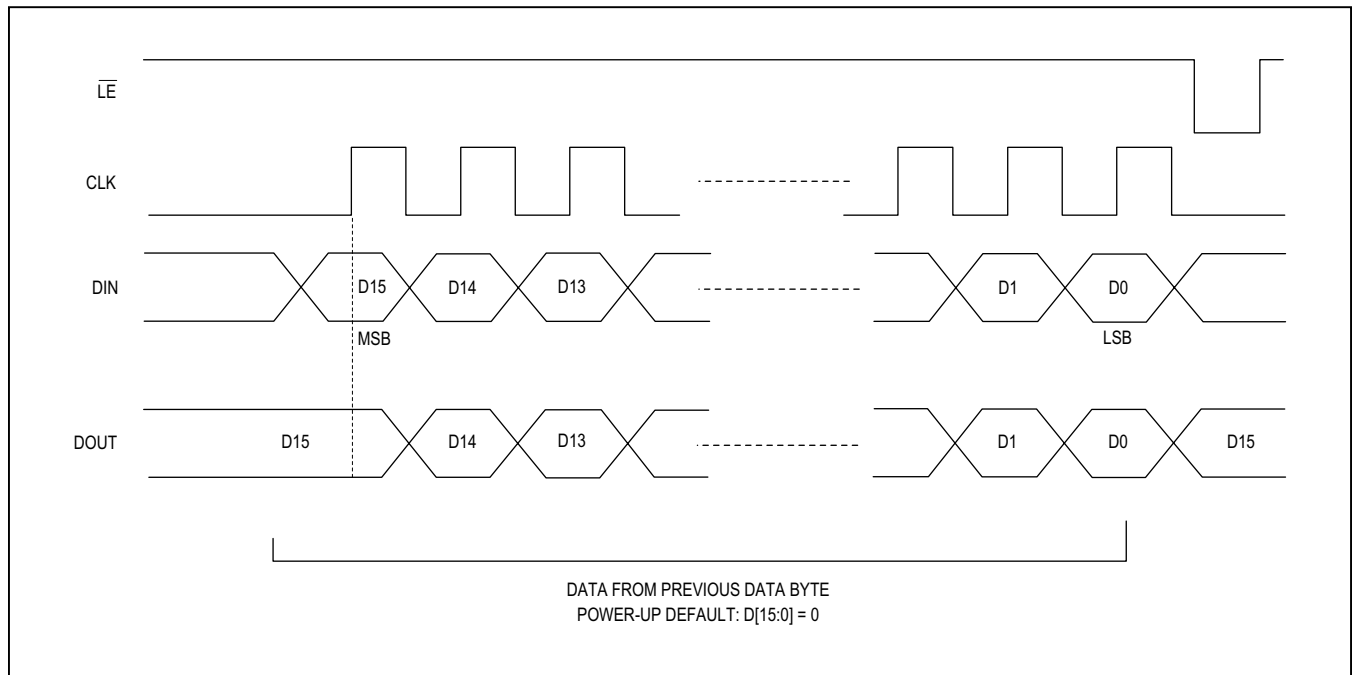 L̅E̅
CLK
DIN
D15
D14
D13
D1
D0
MSB
LSB
DOUT
D15
D14
D13
D1
D0
D15
DATA FROM PREVIOUS DATA BYTE
POWER-UP DEFAULT: D[15:0] = 0